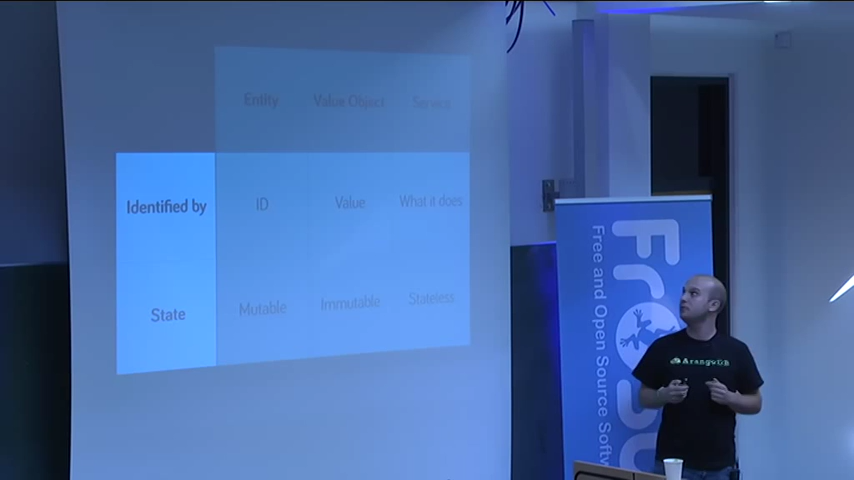 Entity Value Object Service
Identified by ID Value What it does
State Mutable Immutable Stateless
Free and Open Source Softw
FrOS
ArangoDB